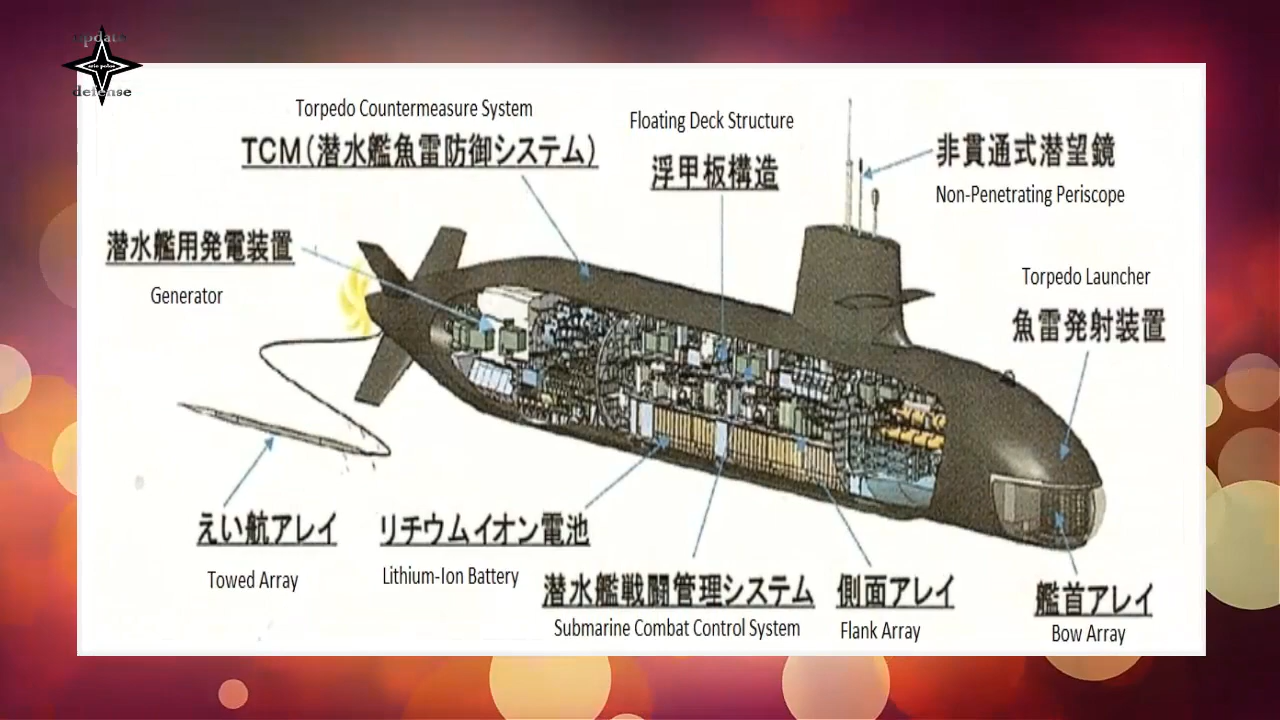 update
defense
Torpedo Countermeasure System
TCM(潜水艦魚雷防御システム)
Floating Deck Structure
浮甲板構造
非貫通式潜望鏡
Non-Penetrating Periscope
潜水艦用発電装置
Generator
Torpedo Launcher
魚雷発射装置
えい航アレイ
Towed Array
リチウムイオン電池
Lithium-Ion Battery
潜水艦戦闘管理システム
Submarine Combat Control System
側面アレイ
Flank Array
艦首アレイ
Bow Array